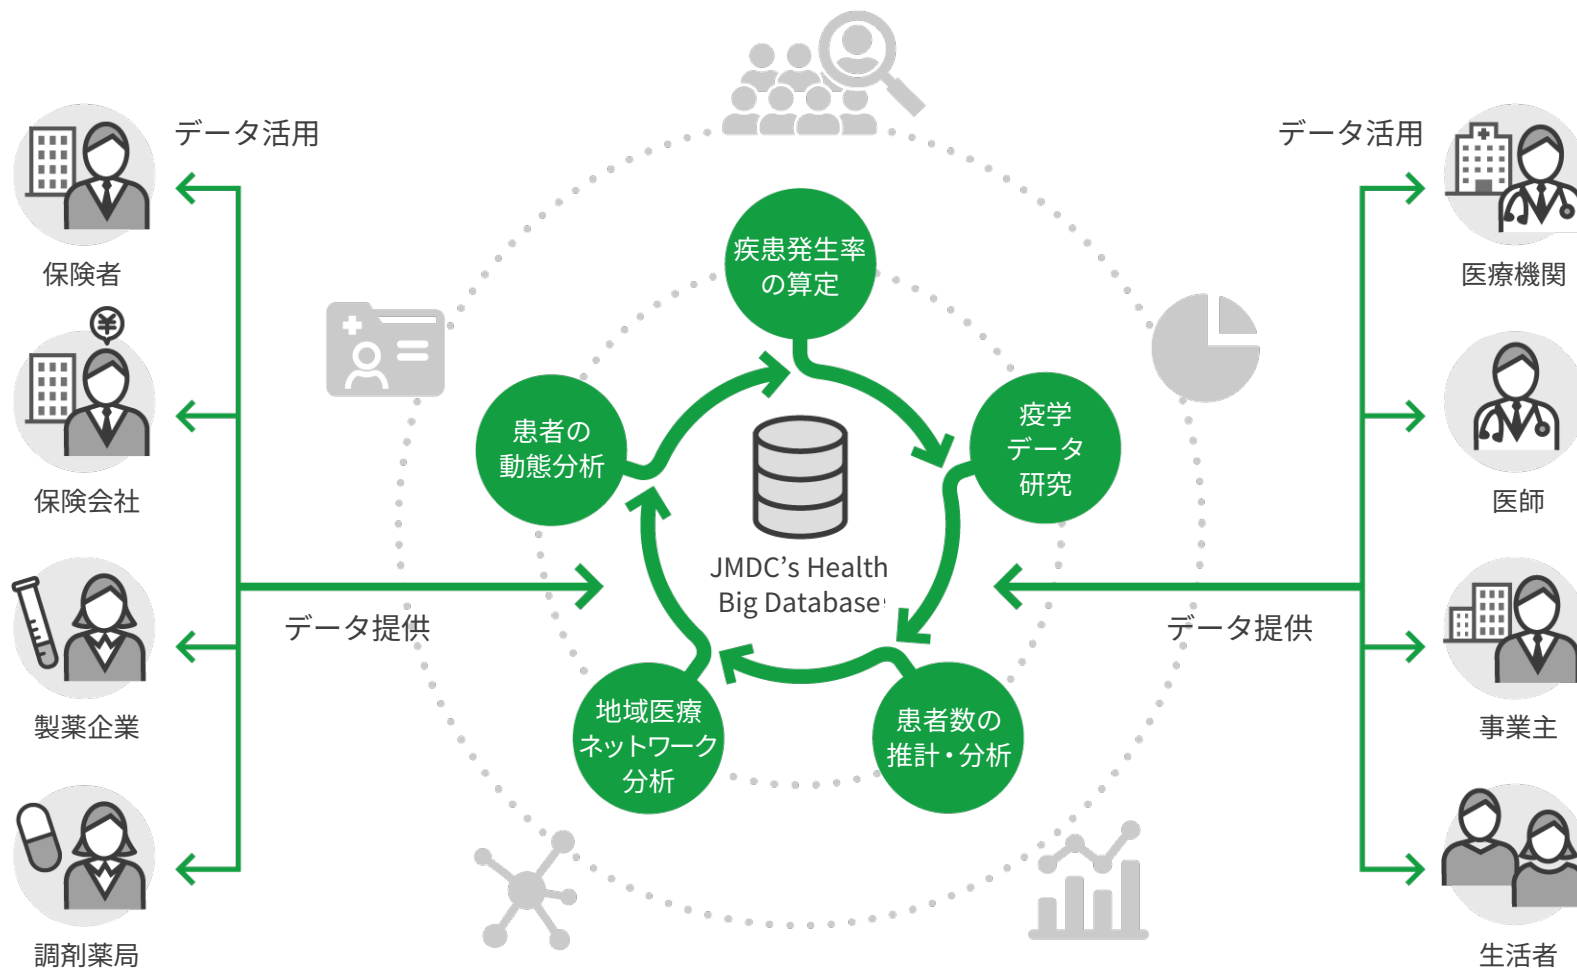 データ活用
データ活用
保険者
保険会社
製薬企業
調剤薬局
データ提供
疾患発生率
の算定
患者の
動態分析
疫学
データ
研究
JMDC’s Health
Big Database
地域医療
ネットワーク
分析
患者数の
推計・分析
データ提供
医療機関
医師
事業主
生活者
¥